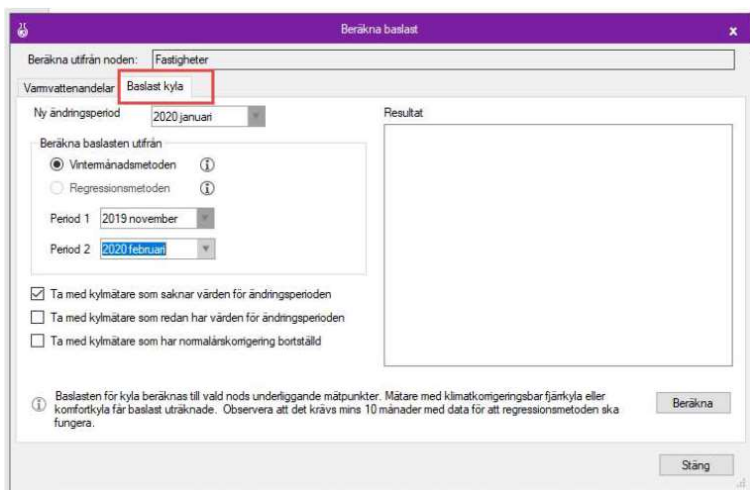 Beräkna baslast
x
Beräkna utifrån noden: Fastigheter
Varmvattenandelar Baslast kyla
Ny ändringsperiod 2020 januari
Resultat
Beräkna baslasten utifrån
Vintermånadsmetoden
Regressionsmetoden
Period 1 2019 november
Period 2 2020 februari
Ta med kylmätare som saknar värden för ändringsperioden
Ta med kylmätare som redan har värden för ändringsperioden
Ta med kylmätare som har normalårskorrigering bortställd
Baslasten för kyla beräknas till vald nods underliggande mätpunkter. Mätare med klimatkorrigeringsbar fjärrkyla eller
komfortkyla får baslast uträknade. Observera att det krävs mins 10 månader med data för att regressionsmetoden ska
fungera.
Beräkna
Stäng